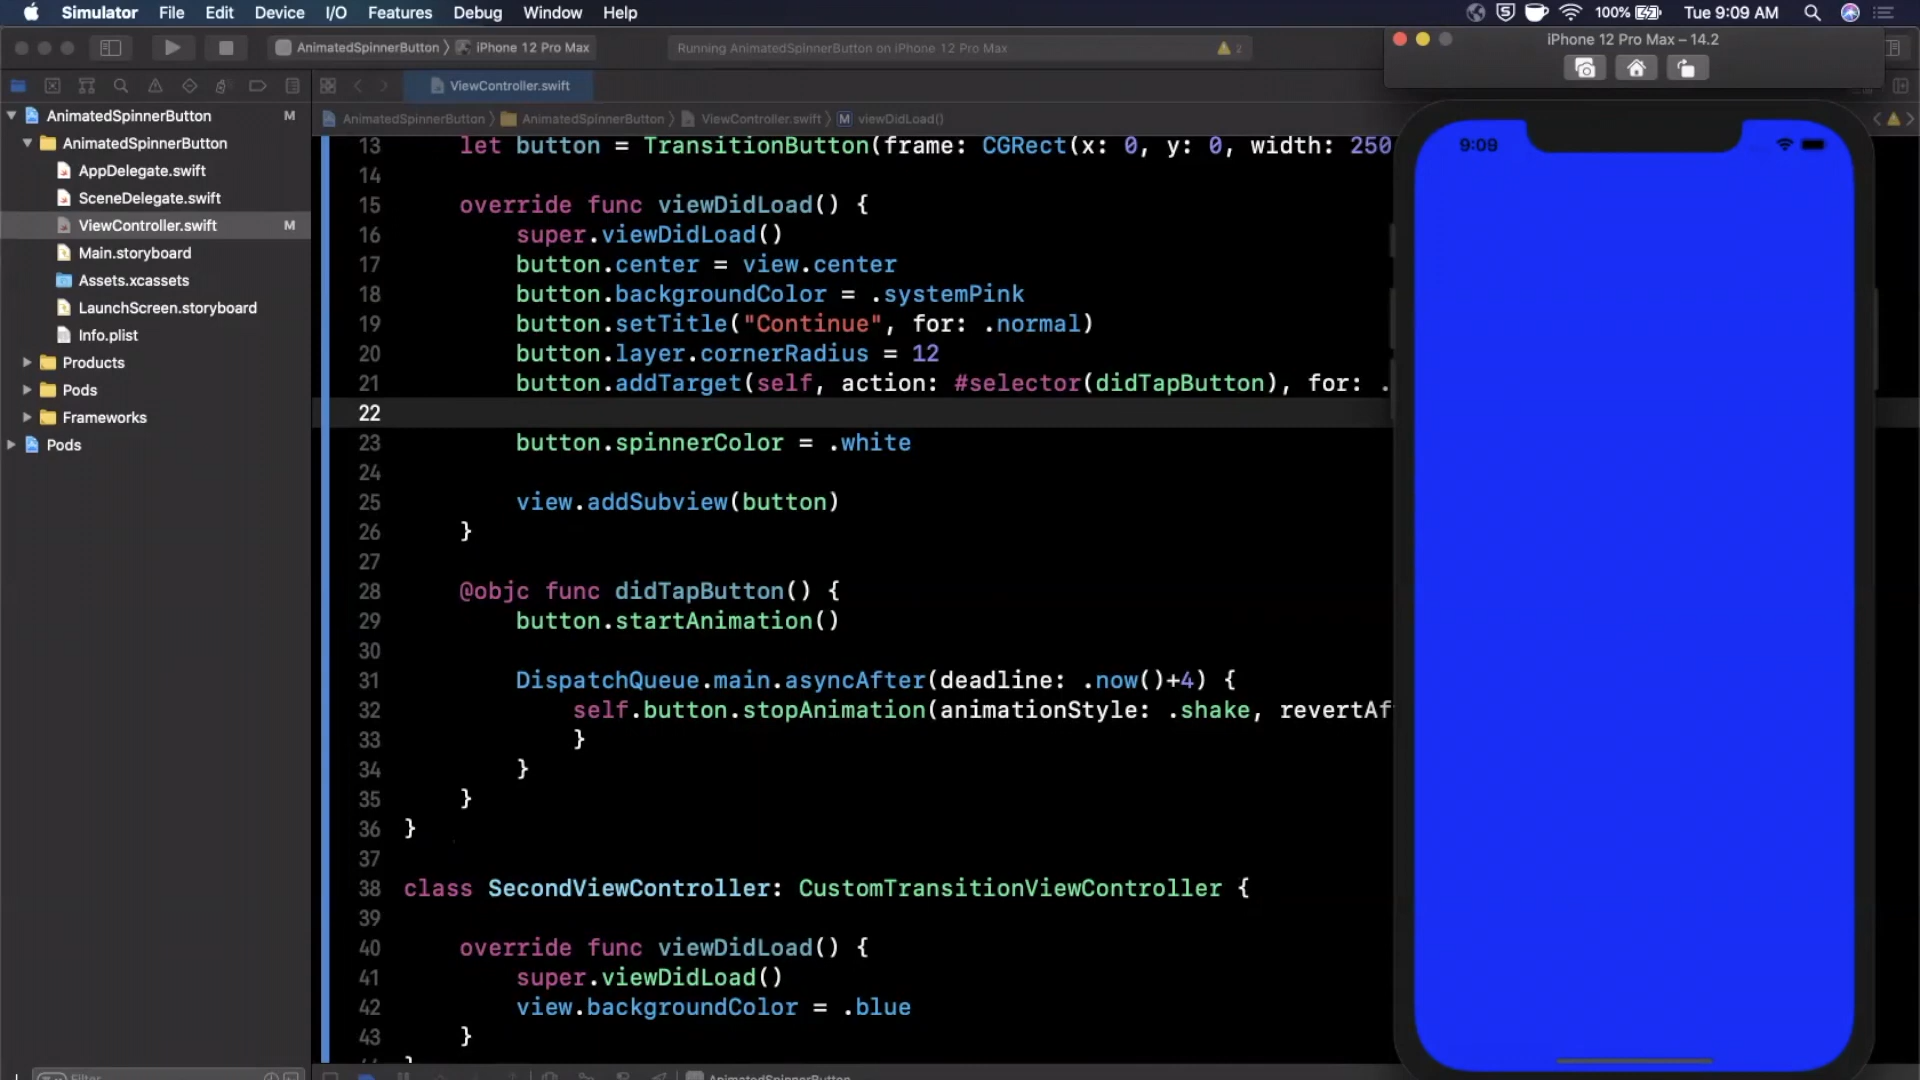 Simulator File Edit Device I/O Features Debug Window Help 100% Tue 9:09 AM
AnimatedSpinnerButton iPhone 12 Pro Max Running AnimatedSpinnerButton on iPhone 12 Pro Max 2
iPhone 12 Pro Max – 14.2
ViewController.swift
AnimatedSpinnerButton AnimatedSpinnerButton ViewController.swift M viewDidLoad()
AnimatedSpinnerButton M
AnimatedSpinnerButton
AppDelegate.swift
SceneDelegate.swift
ViewController.swift M
Main.storyboard
Assets.xcassets
LaunchScreen.storyboard
Info.plist
Products
Pods
Frameworks
Pods
Filter
13 let button = TransitionButton(frame: CGRect(x: 0, y: 0, width: 250
14
15 override func viewDidLoad() {
16 super.viewDidLoad()
17 button.center = view.center
18 button.backgroundColor = .systemPink
19 button.setTitle("Continue", for: .normal)
20 button.layer.cornerRadius = 12
21 button.addTarget(self, action: #selector(didTapButton), for: .
22
23 button.spinnerColor = .white
24
25 view.addSubview(button)
26 }
27
28 @objc func didTapButton() {
29 button.startAnimation()
30
31 DispatchQueue.main.asyncAfter(deadline: .now()+4) {
32 self.button.stopAnimation(animationStyle: .shake, revertAf
33 }
34 }
35 }
36 }
37
38 class SecondViewController: CustomTransitionViewController {
39
40 override func viewDidLoad() {
41 super.viewDidLoad()
42 view.backgroundColor = .blue
43 }
AnimatedSpinnerButton
9:09